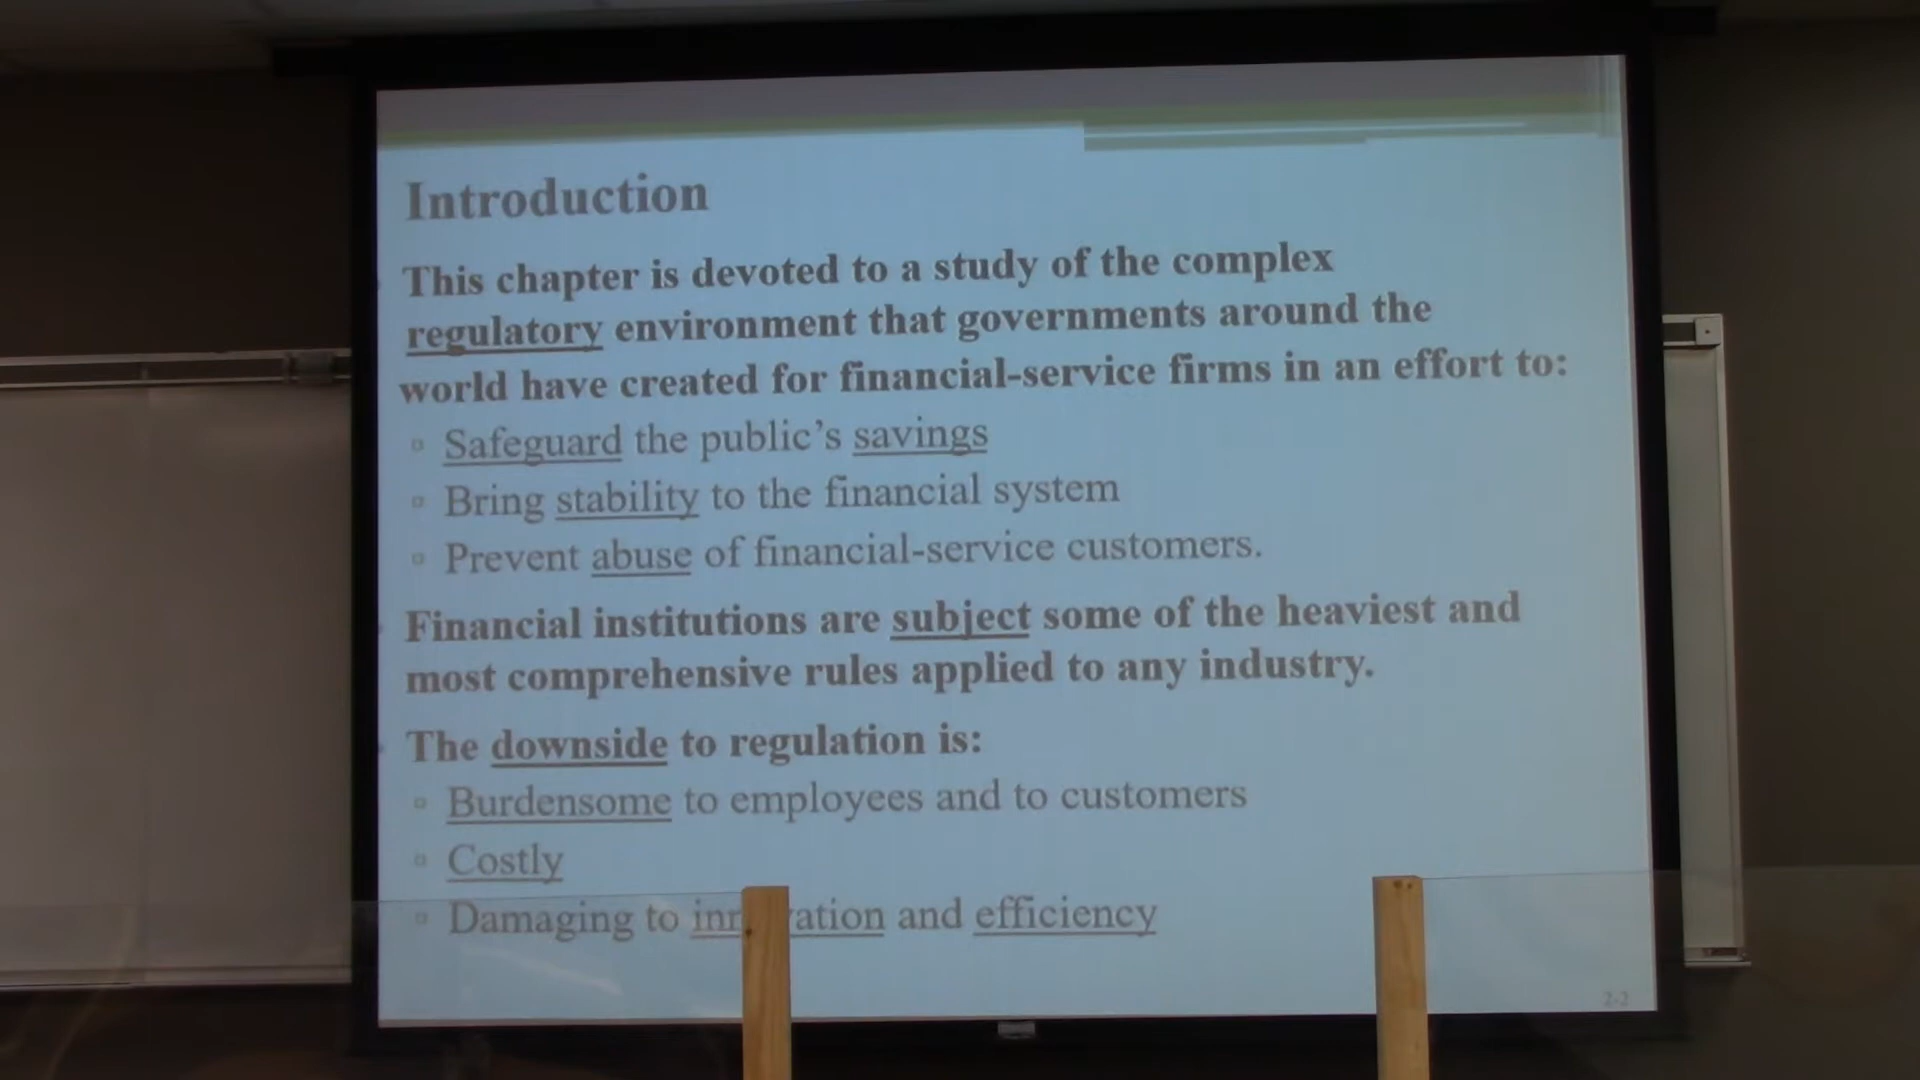 Introduction
This chapter is devoted to a study of the complex
regulatory environment that governments around the
world have created for financial-service firms in an effort to:
▫ Safeguard the public's savings
▫ Bring stability to the financial system
▫ Prevent abuse of financial-service customers.
Financial institutions are subject some of the heaviest and
most comprehensive rules applied to any industry.
The downside to regulation is:
▫ Burdensome to employees and to customers
▫ Costly
▫ Damaging to and efficiency
2-2